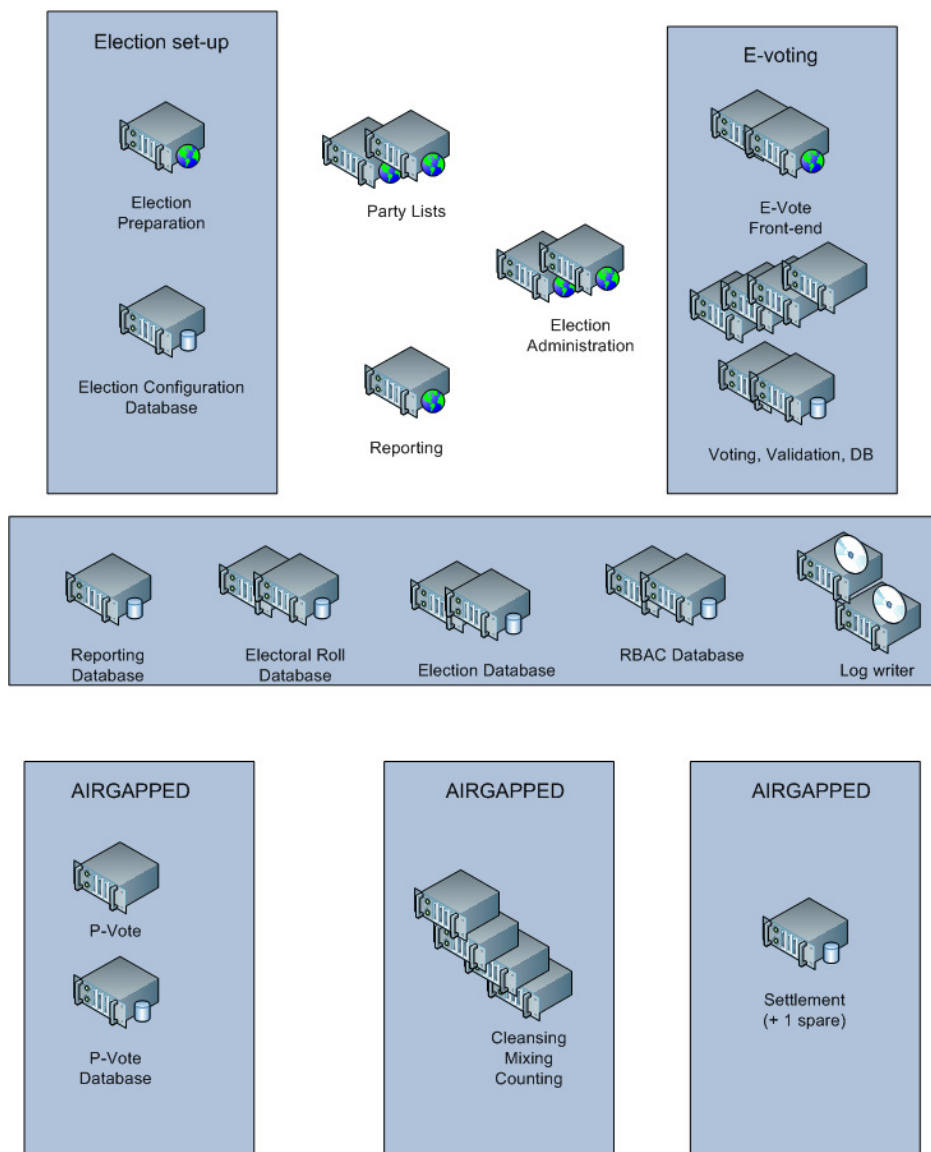 Election set-up
Election
Preparation
Election Configuration
Database
Party Lists
Election
Administration
Reporting
E-voting
E-Vote
Front-end
Voting, Validation, DB
Reporting
Database
Electoral Roll
Database
Election Database
RBAC Database
Log writer
AIRGAPPED
P-Vote
P-Vote
Database
AIRGAPPED
Cleansing
Mixing
Counting
AIRGAPPED
Settlement
(+ 1 spare)